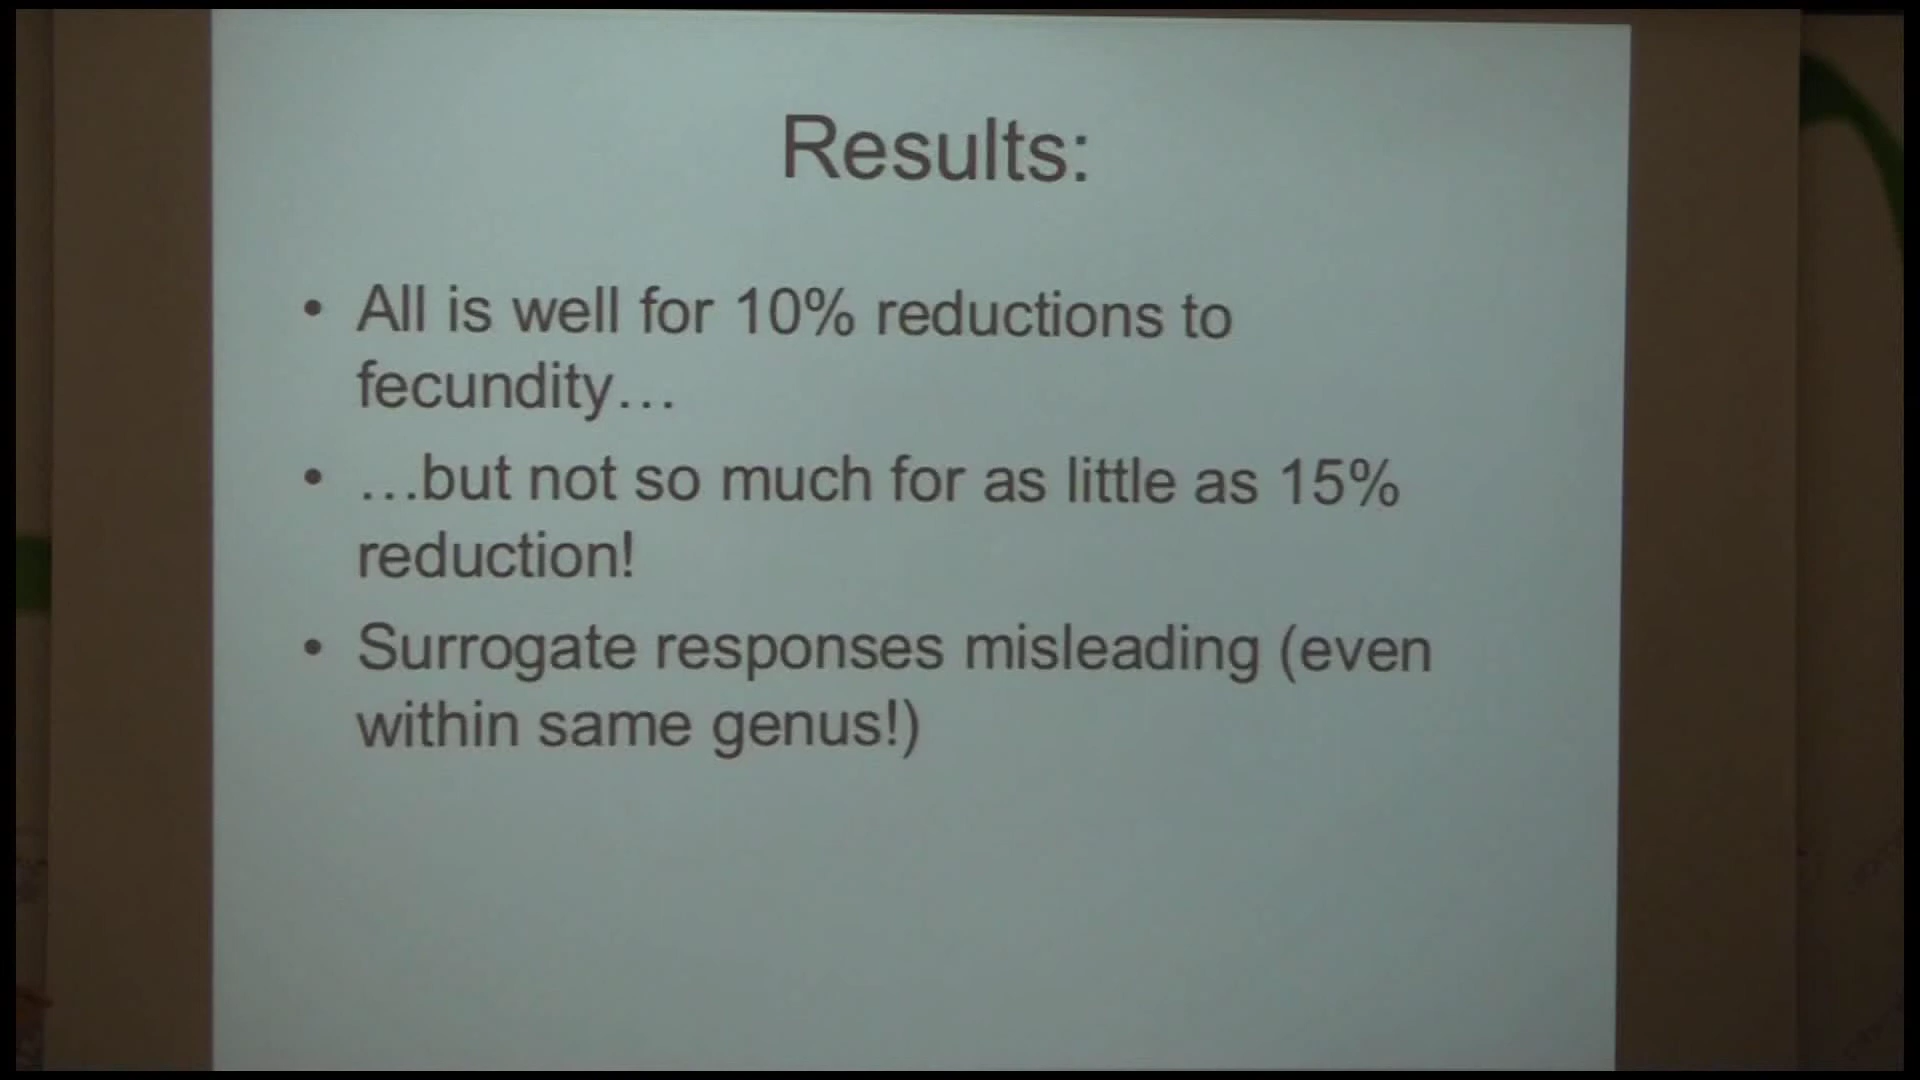 Results:
• All is well for 10% reductions to
fecundity…
• …but not so much for as little as 15%
reduction!
• Surrogate responses misleading (even
within same genus!)